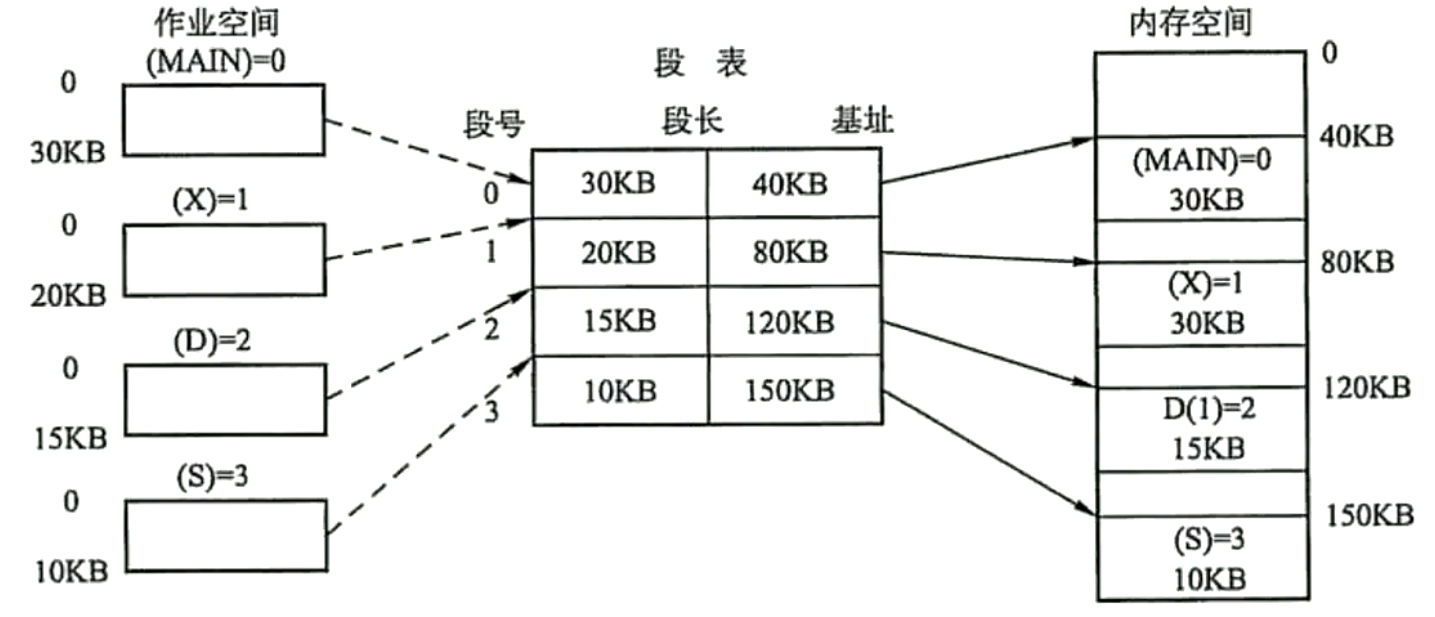 作业空间
(MAIN)=0
0
30KB
(X)=1
0
20KB
(D)=2
0
15KB
(S)=3
0
10KB
段 表
段号 段长 基址
0 30KB 40KB
1 20KB 80KB
2 15KB 120KB
3 10KB 150KB
内存空间
0
40KB
(MAIN)=0
30KB
80KB
(X)=1
30KB
120KB
D(1)=2
15KB
150KB
(S)=3
10KB